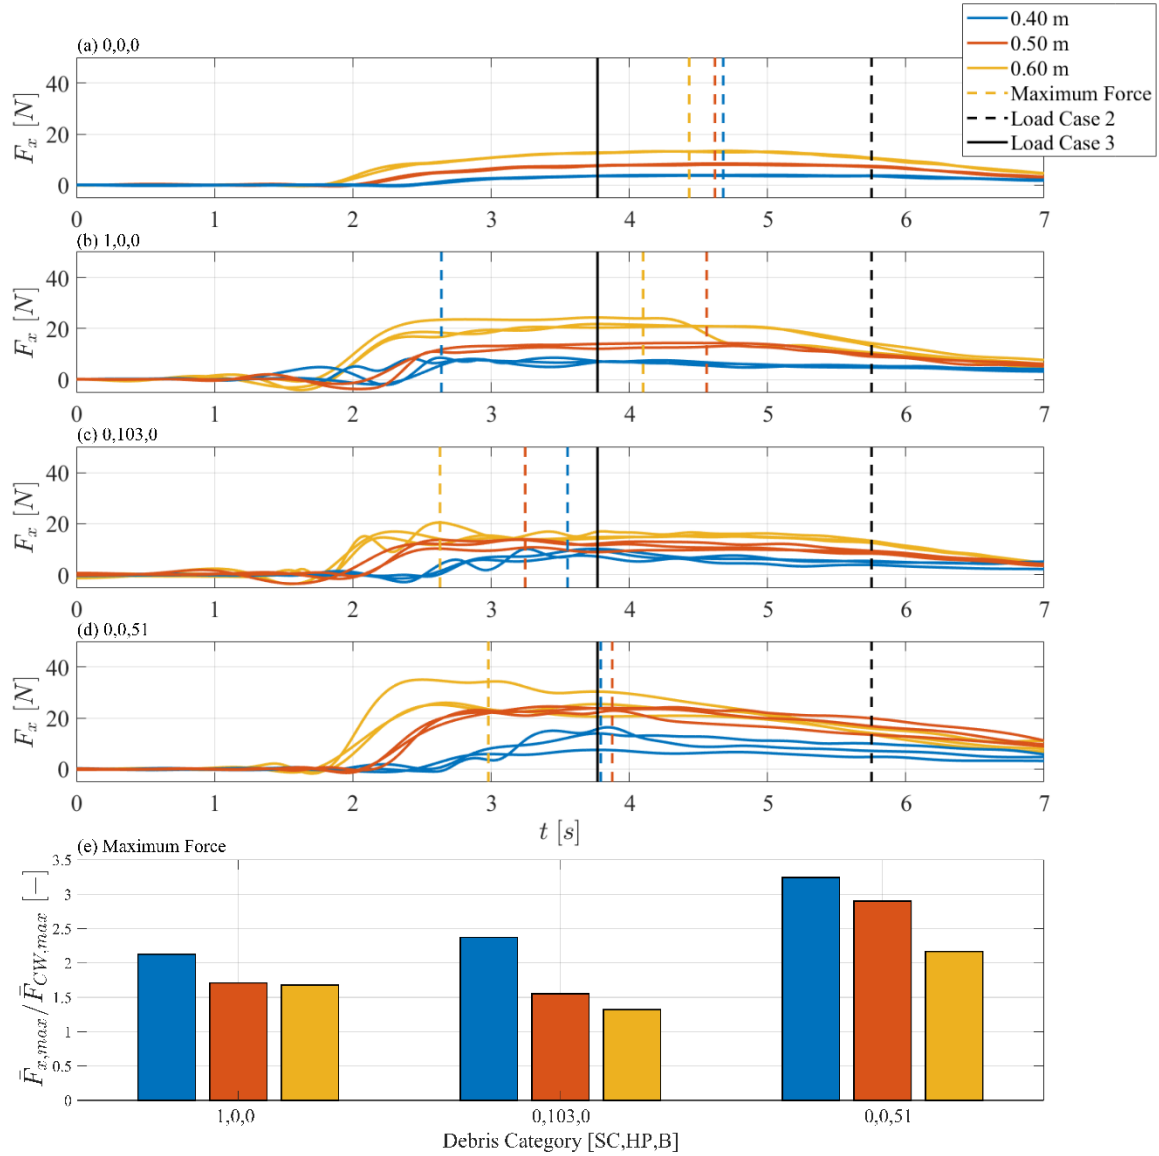 0.40 m
0.50 m
0.60 m
Maximum Force
Load Case 2
Load Case 3
(a) 0,0,0
F_x [N]
40
20
0
0 1 2 3 4 5 6 7
(b) 1,0,0
F_x [N]
40
20
0
0 1 2 3 4 5 6 7
(c) 0,103,0
F_x [N]
40
20
0
0 1 2 3 4 5 6 7
(d) 0,0,51
F_x [N]
40
20
0
0 1 2 3 4 5 6 7
t [s]
(e) Maximum Force
F̄_{x,max}/F̄_{CW,max} [−]
3.5
3
2.5
2
1.5
1
0.5
0
1,0,0 0,103,0 0,0,51
Debris Category [SC,HP,B]